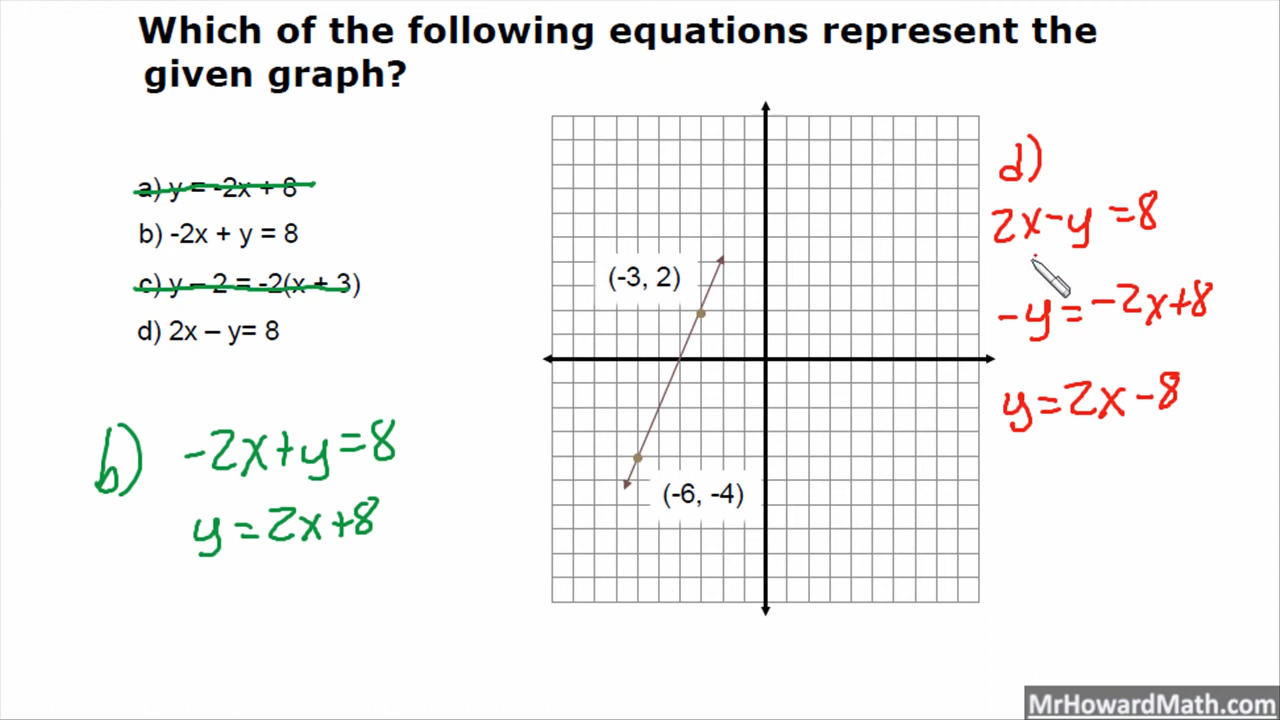 Which of the following equations represent the
given graph?
a) y = -2x + 8
b) -2x + y = 8
c) y – 2 = -2(x + 3)
d) 2x – y= 8
b) -2x+y=8
y=2x+8
(-3, 2)
(-6, -4)
d)
2x-y=8
-y=-2x+8
y=2x-8
MrHowardMath.com